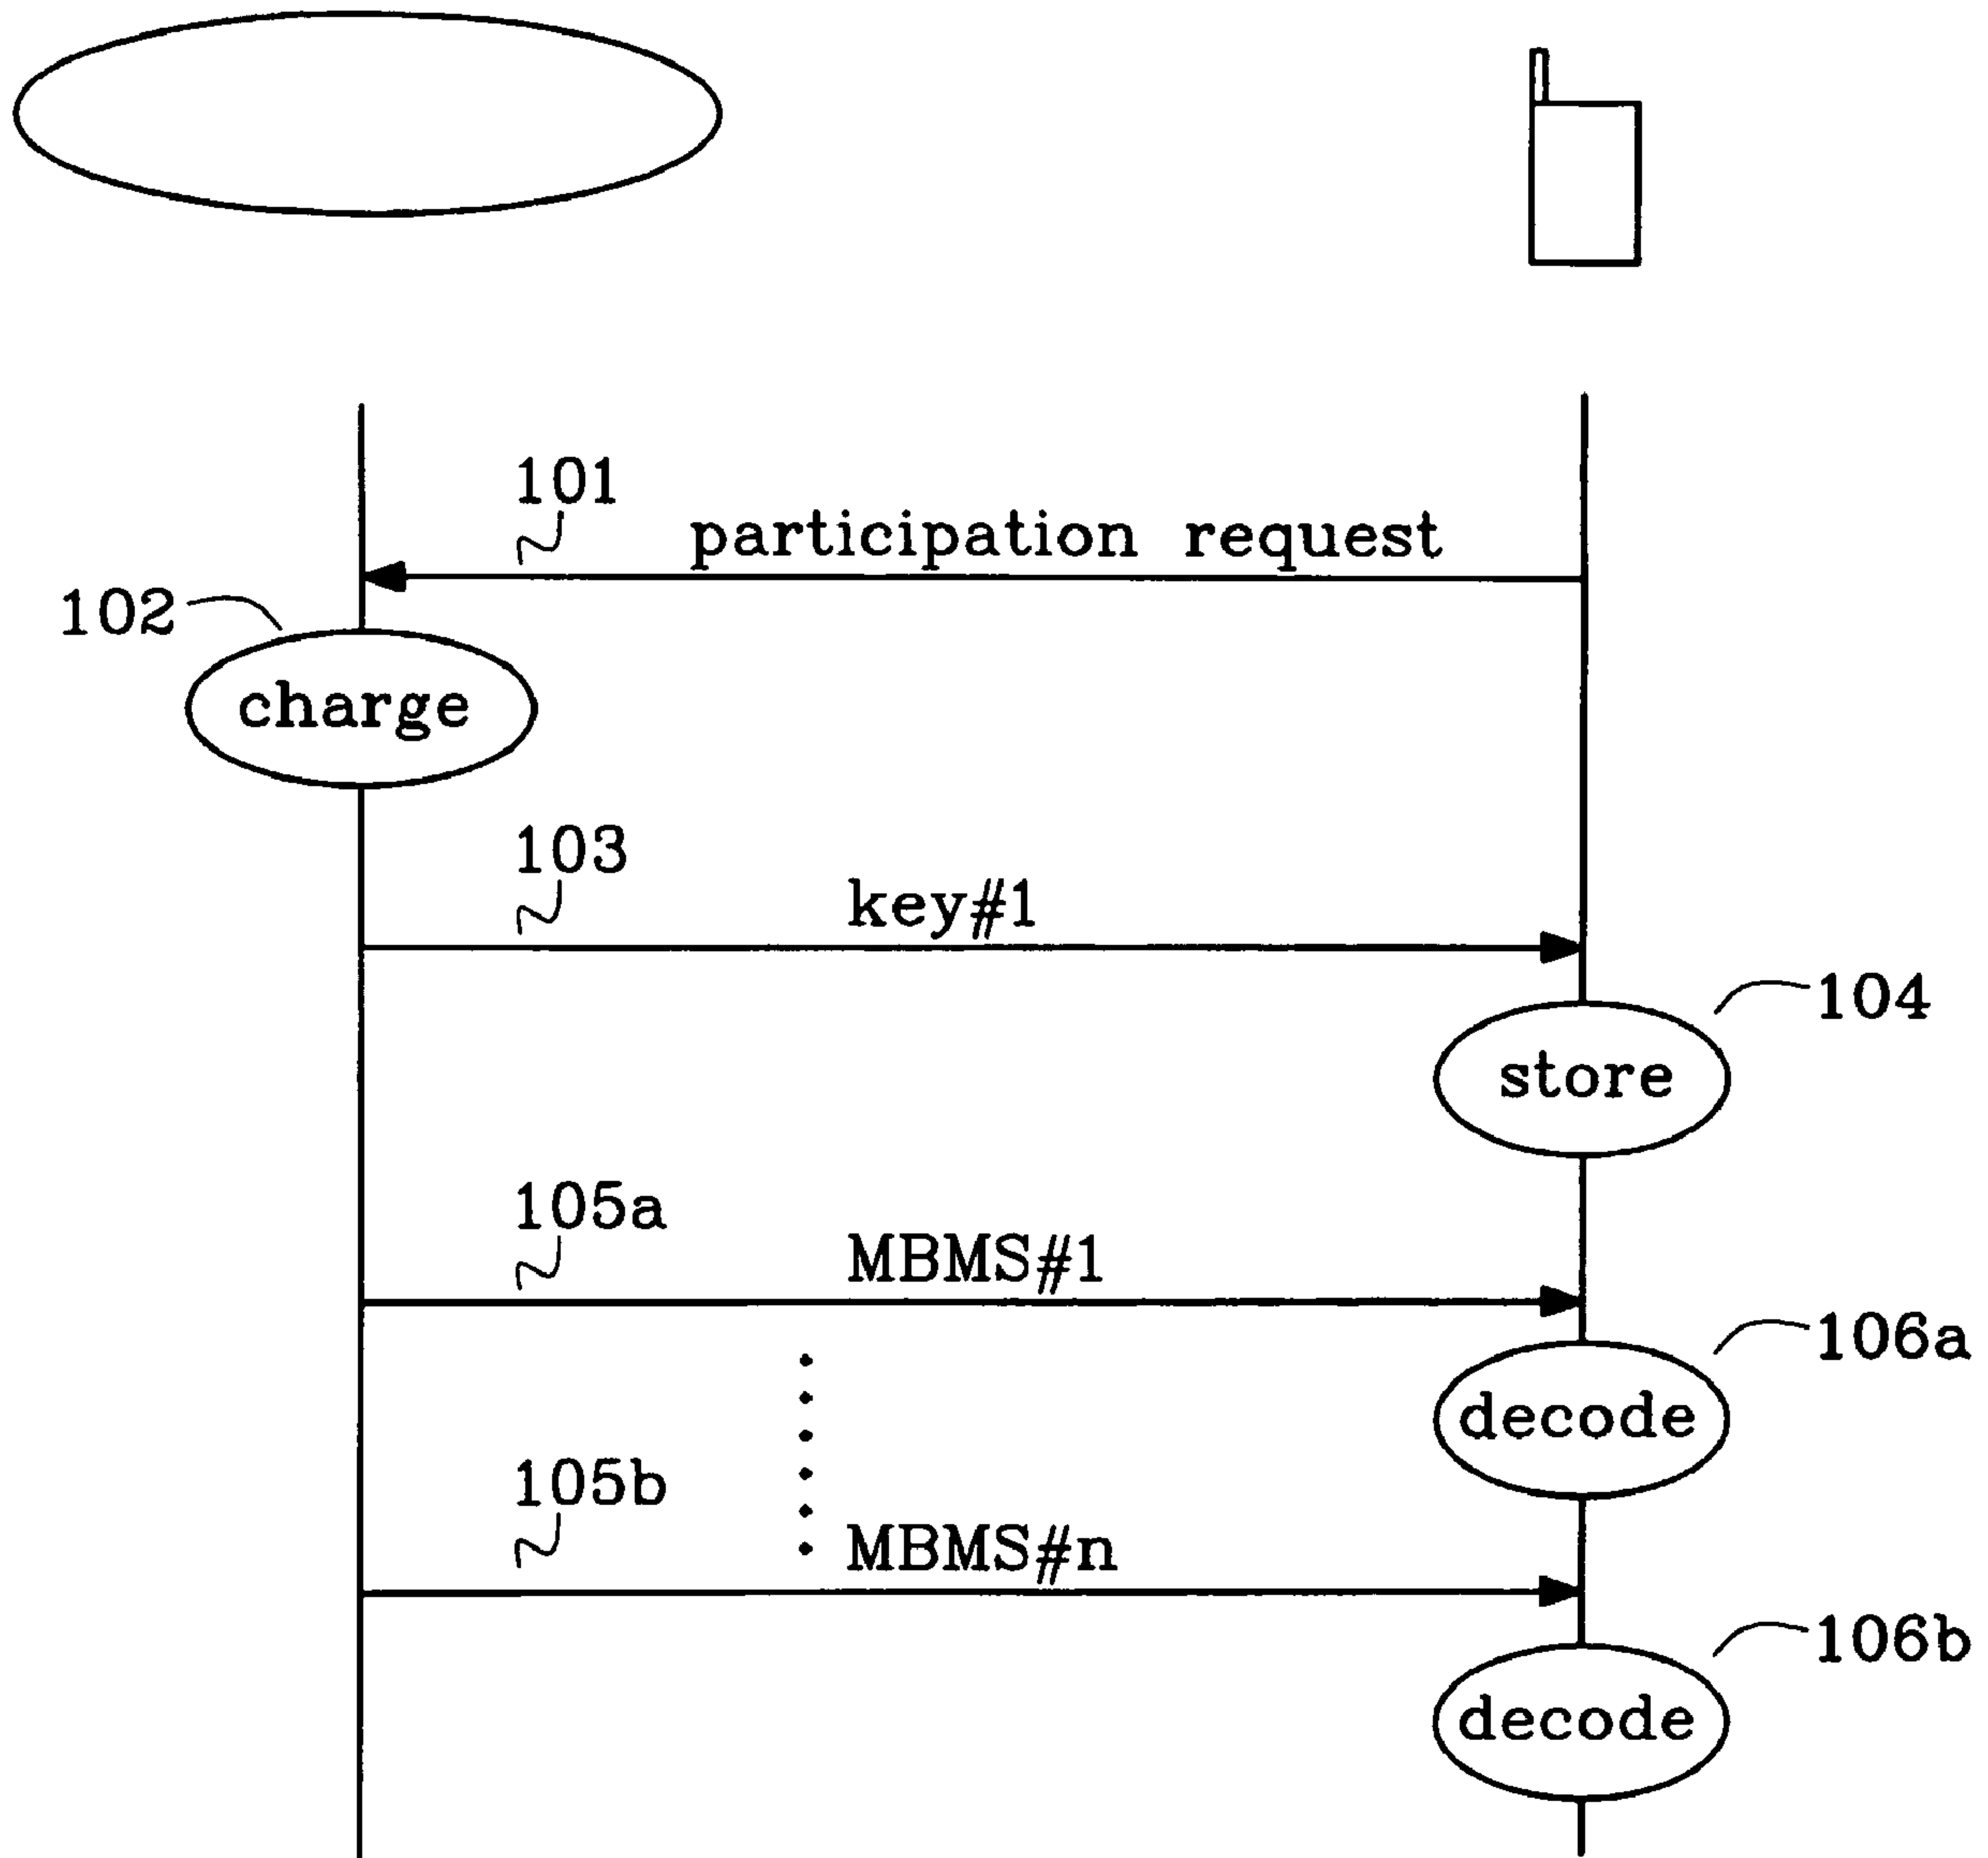 101
participation request
102
charge
103
key#1
104
store
105a
MBMS#1
106a
decode
105b
MBMS#n
106b
decode